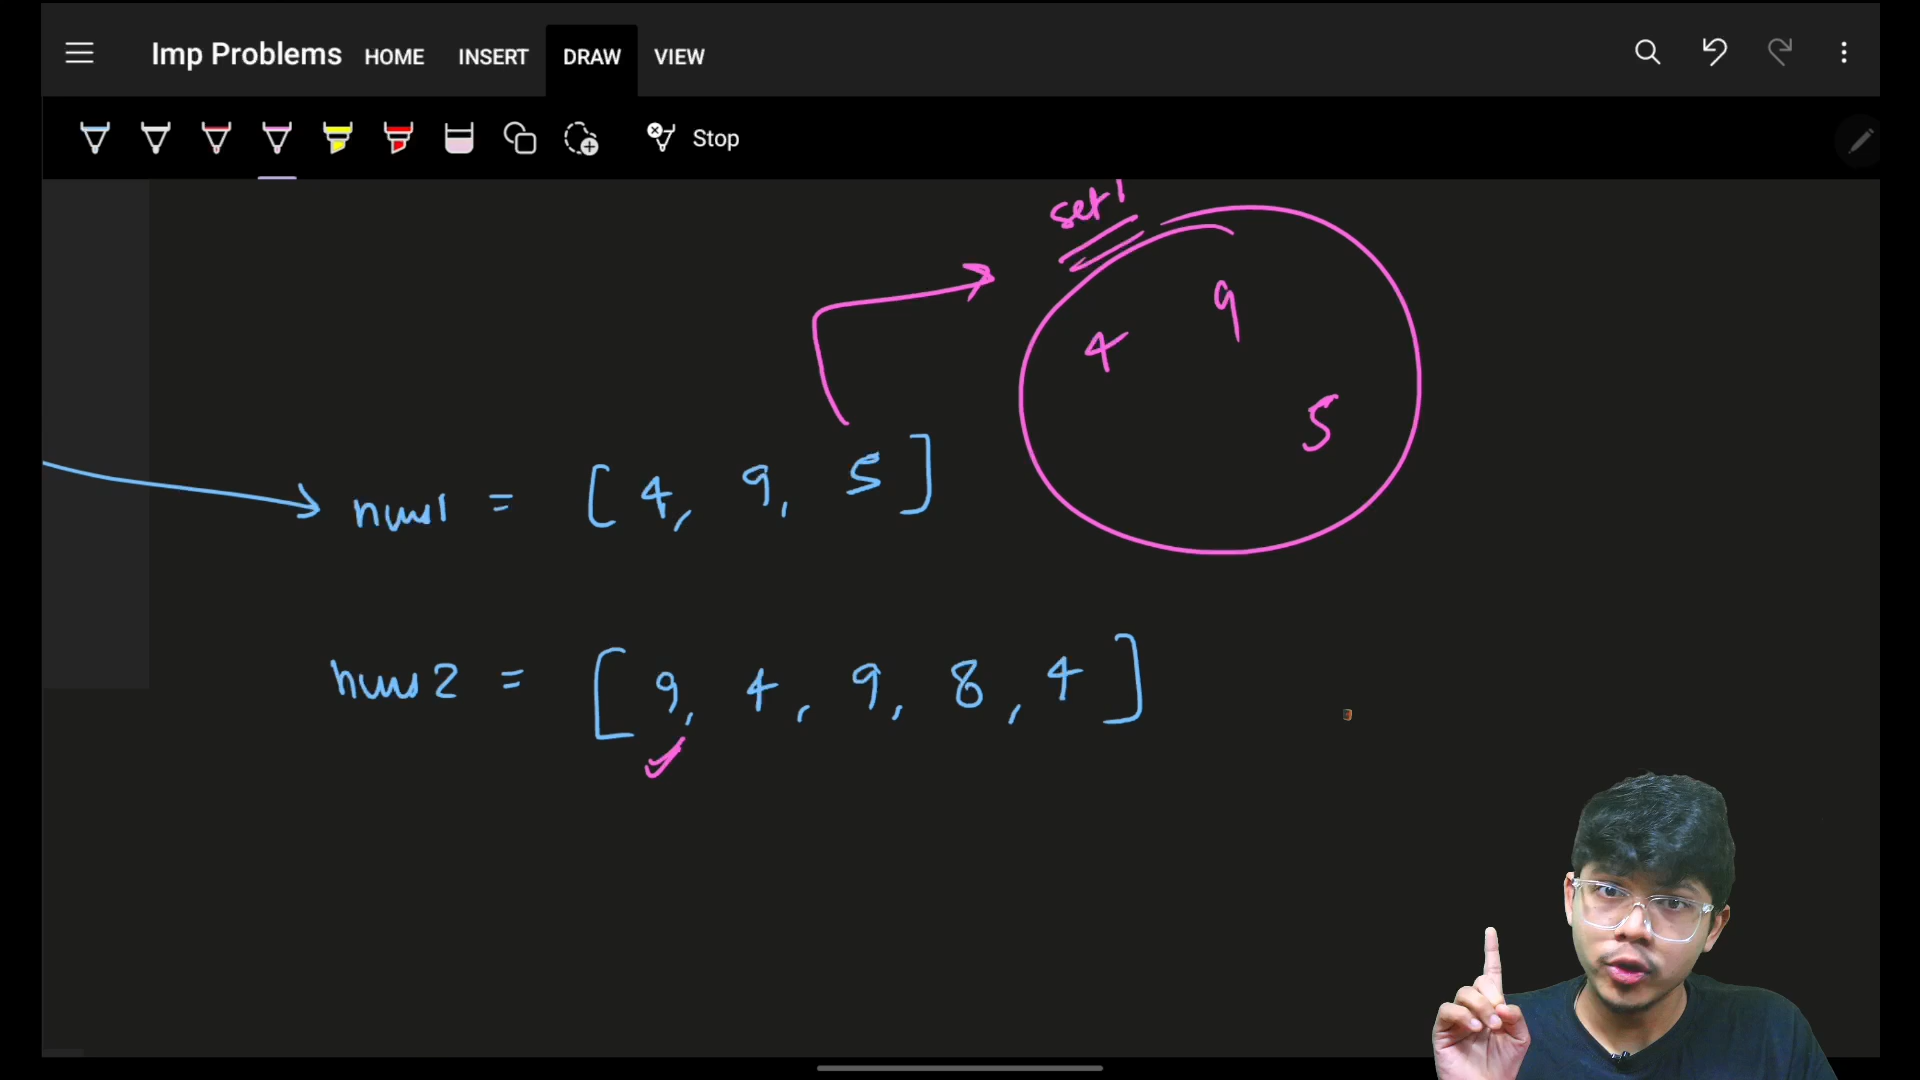 Imp Problems HOME INSERT DRAW VIEW
Stop
set1
4 9
5
nums1 = [ 4, 9, 5 ]
nums2 = [ 9, 4, 9, 8, 4 ]